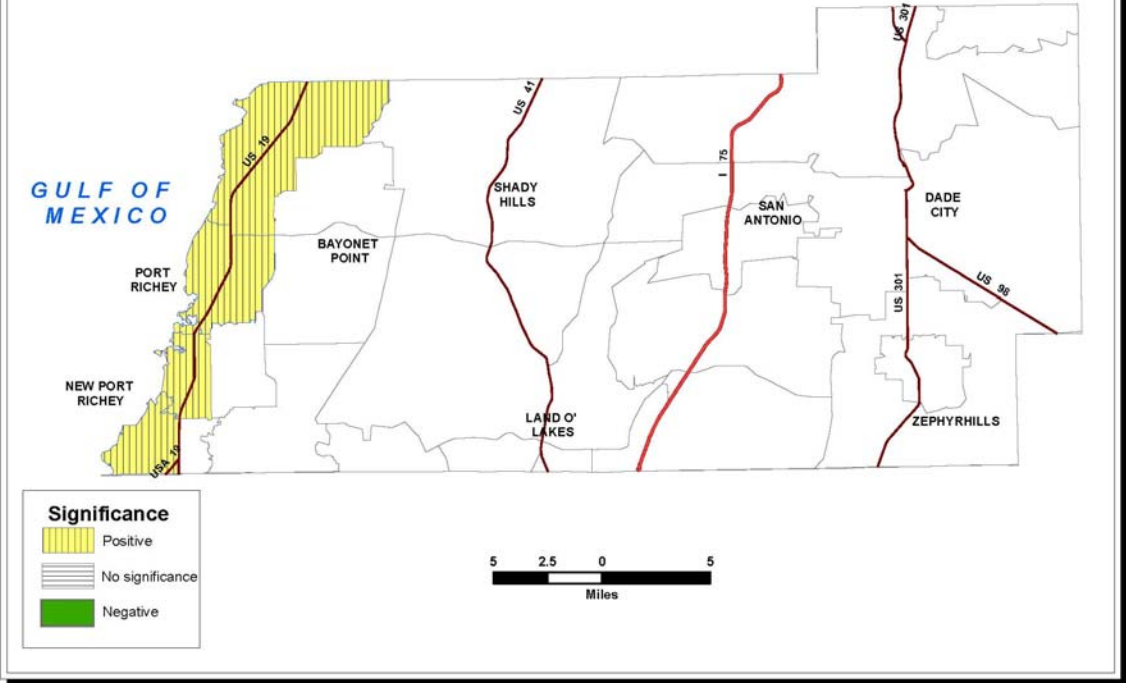 US 301
US 41
US 19
I 75
GULF OF
MEXICO
SHADY
HILLS
SAN
ANTONIO
DADE
CITY
BAYONET
POINT
PORT
RICHEY
US 98
US 301
NEW PORT
RICHEY
LAND O'
LAKES
ZEPHYRHILLS
USA 19
Significance
Positive
No significance
Negative
5 2.5 0 5
Miles